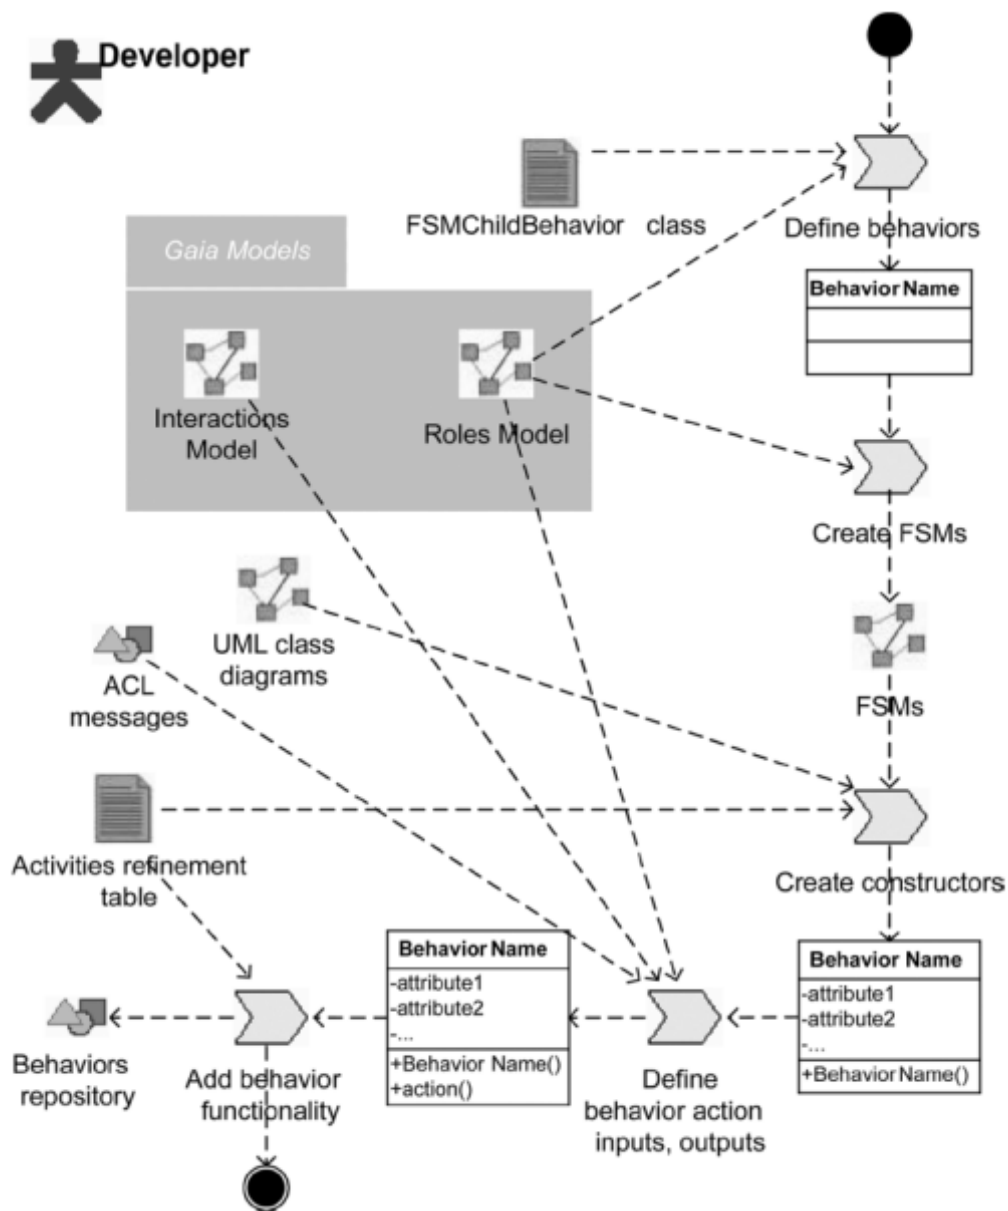 Developer
FSMChildBehavior class
Define behaviors
Gaia Models
Behavior Name
Interactions
Model
Roles Model
Create FSMs
UML class
diagrams
ACL
messages
FSMs
Activities refinement
table
Create constructors
Behavior Name
-attribute1
-attribute2
-...
+Behavior Name()
+action()
Behavior Name
-attribute1
-attribute2
-...
+Behavior Name()
Behaviors
repository
Add behavior
functionality
Define
behavior action
inputs, outputs